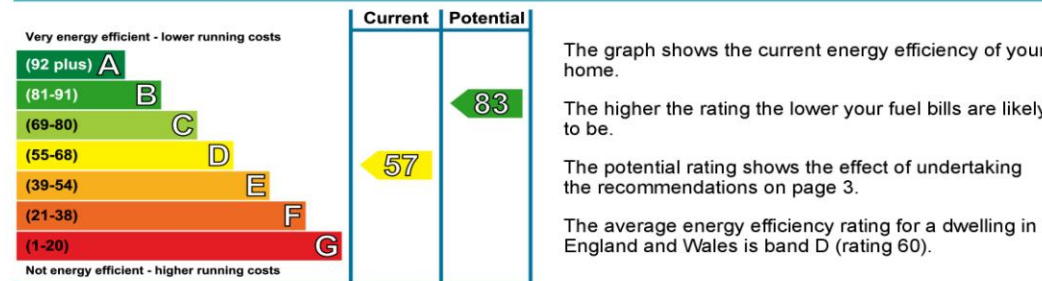 Current Potential
Very energy efficient - lower running costs
(92 plus) A
(81-91) B
(69-80) C
(55-68) D
(39-54) E
(21-38) F
(1-20) G
Not energy efficient - higher running costs
57
83
The graph shows the current energy efficiency of your
home.
The higher the rating the lower your fuel bills are likely
to be.
The potential rating shows the effect of undertaking
the recommendations on page 3.
The average energy efficiency rating for a dwelling in
England and Wales is band D (rating 60).